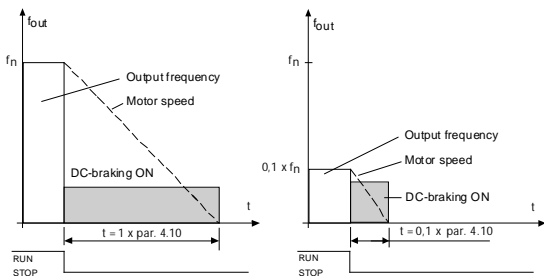 fout
fn
Output frequency
Motor speed
DC-braking ON
t
t = 1 x par. 4.10
RUN
STOP
fout
fn
Output frequency
Motor speed
0,1 x fn
DC-braking ON
t
t = 0,1 x par. 4.10
RUN
STOP